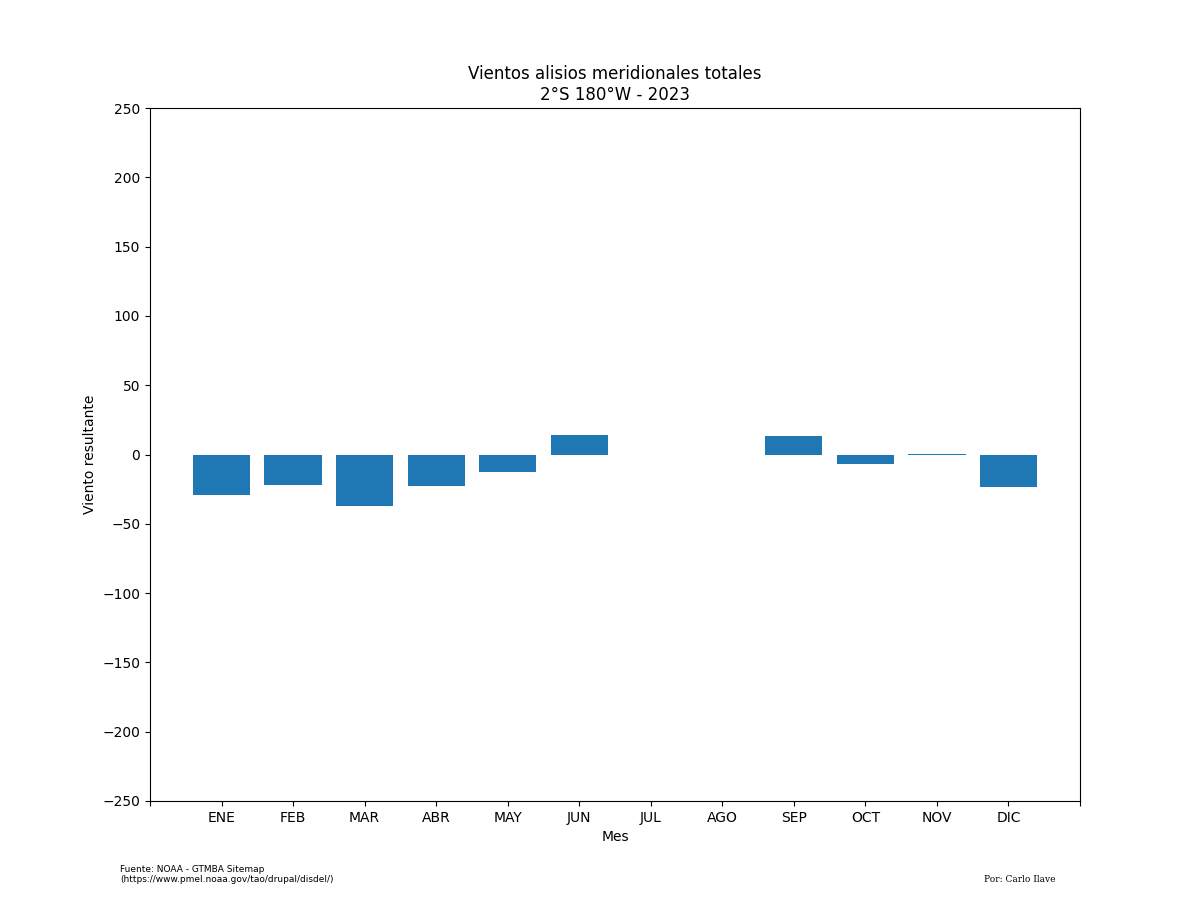 Vientos alisios meridionales totales
2°S 180°W - 2023
250
200
150
100
50
0
−50
−100
−150
−200
−250
Viento resultante
ENE FEB MAR ABR MAY JUN JUL AGO SEP OCT NOV DIC
Mes
Fuente: NOAA - GTMBA Sitemap
(https://www.pmel.noaa.gov/tao/drupal/disdel/)
Por: Carlo Ilave